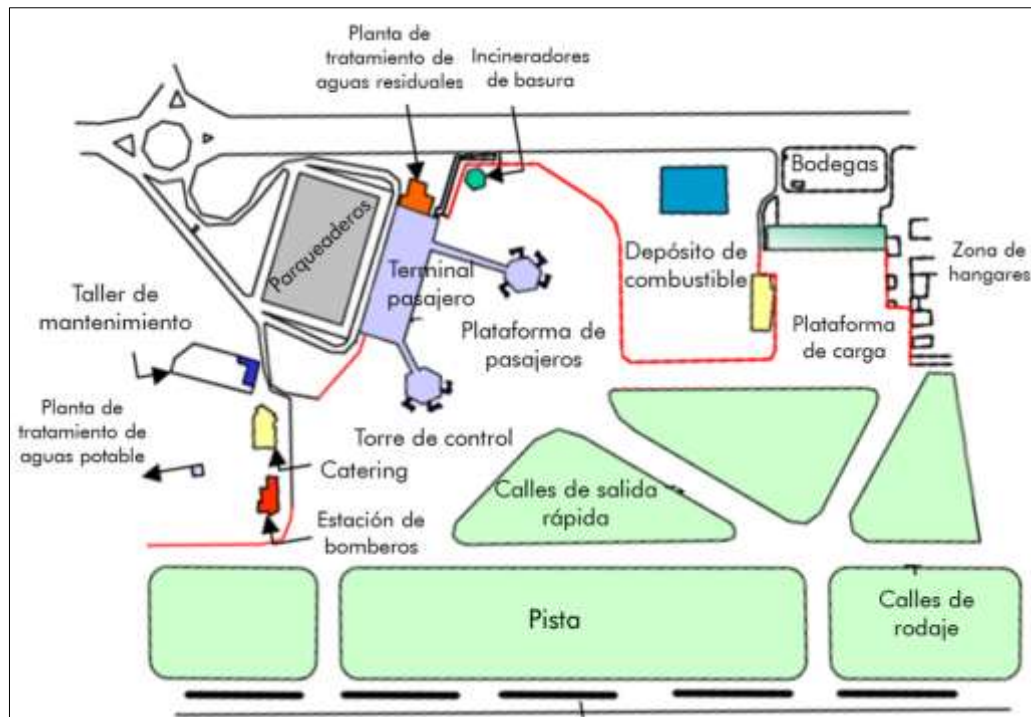 Planta de
tratamiento de
aguas residuales
Incineradores
de basura
Bodegas
Parqueaderos
Terminal
pasajero
Depósito de
combustible
Zona de
hangares
Taller de
mantenimiento
Plataforma de
pasajeros
Plataforma
de carga
Planta de
tratamiento de
aguas potable
Torre de control
Catering
Calles de salida
rápida
Estación de
bomberos
Pista
Calles de
rodaje